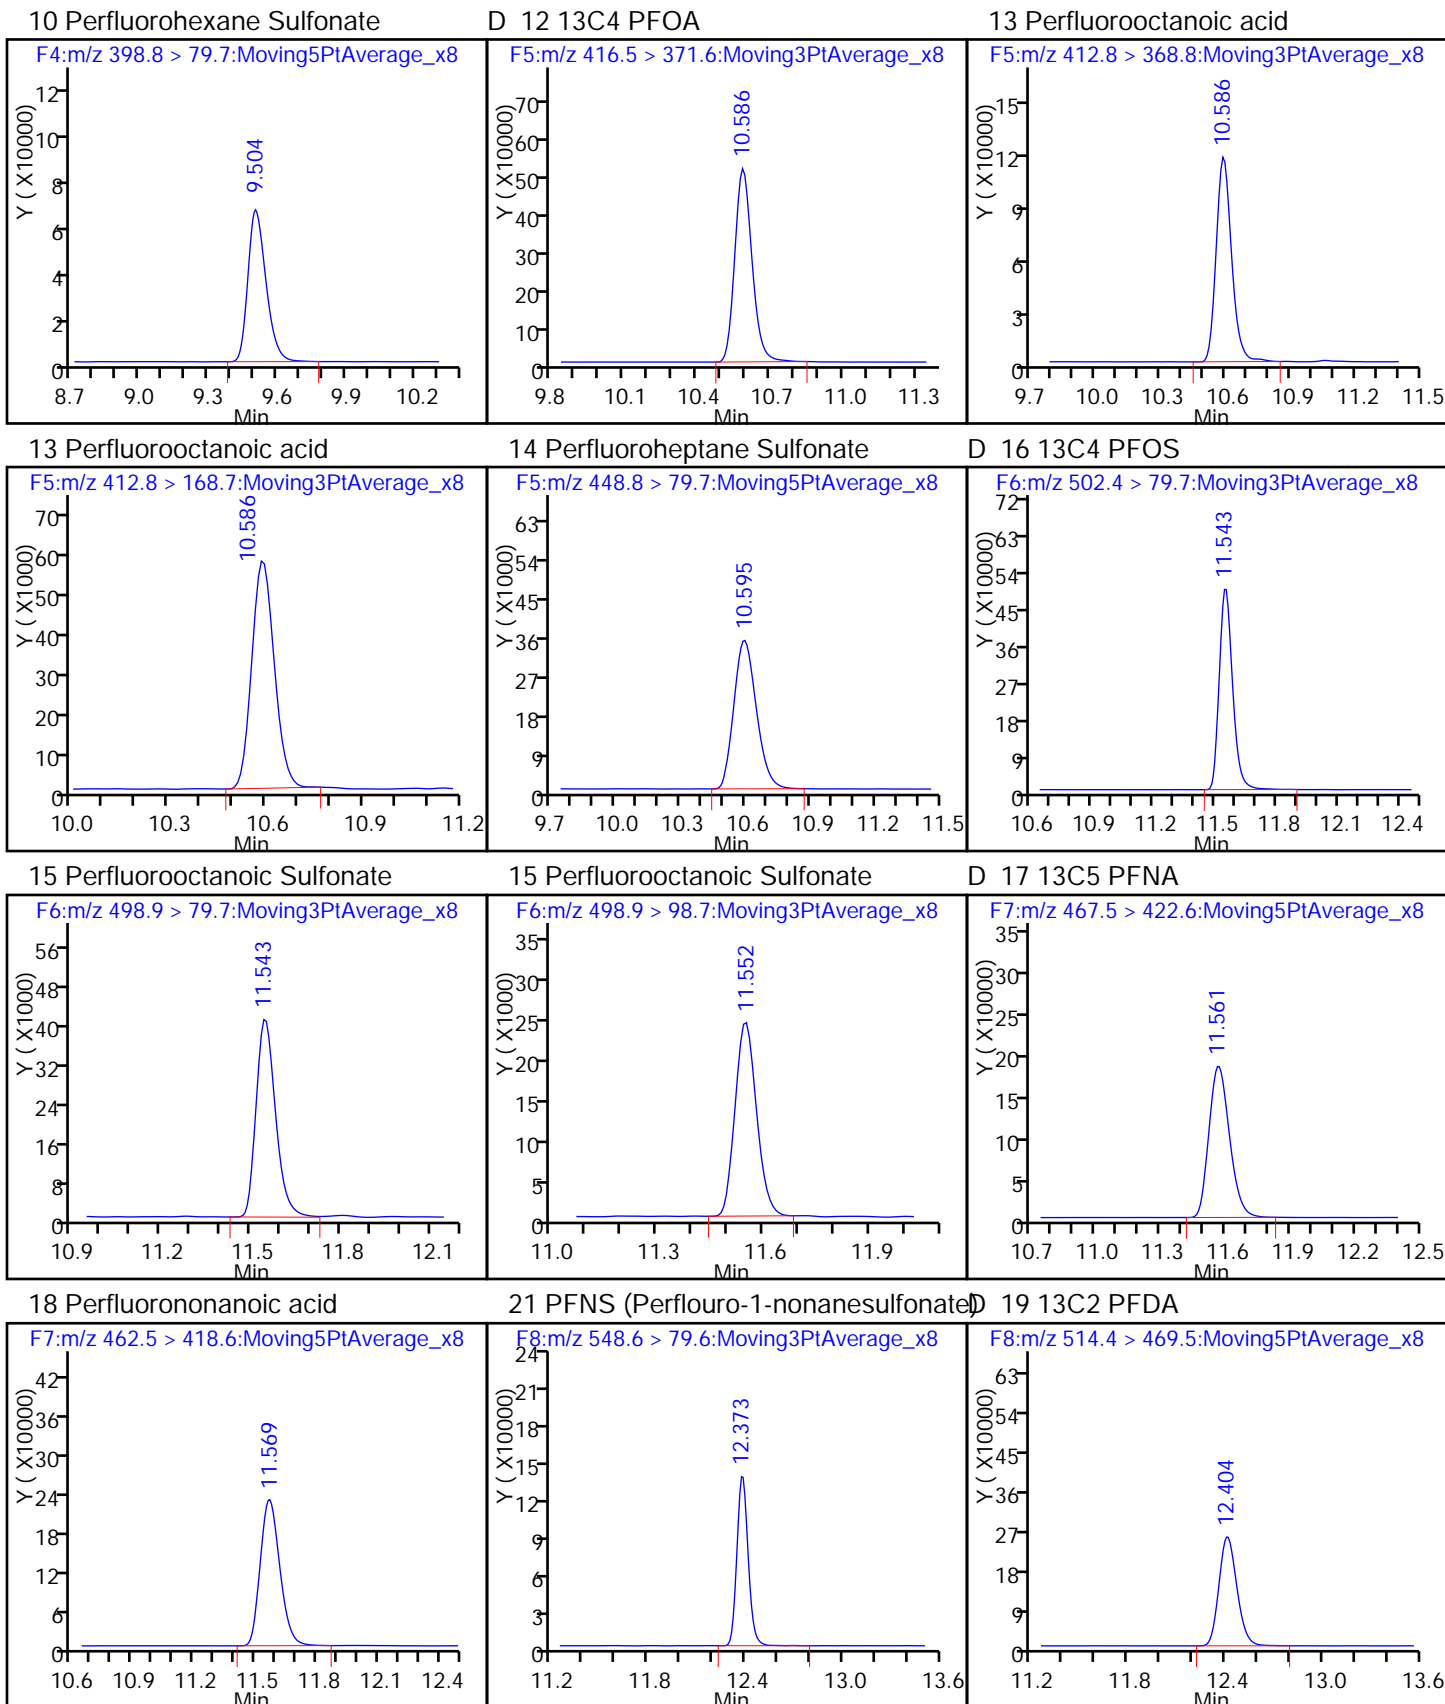 10 Perfluorohexane Sulfonate
F4:m/z 398.8 > 79.7:Moving5PtAverage_x8
Y ( X10000)
12
10
8
6
4
2
0
9.504
8.7 9.0 9.3 9.6 9.9 10.2
Min
D 12 13C4 PFOA
F5:m/z 416.5 > 371.6:Moving3PtAverage_x8
Y ( X10000)
70
60
50
40
30
20
10
0
10.586
9.8 10.1 10.4 10.7 11.0 11.3
Min
13 Perfluorooctanoic acid
F5:m/z 412.8 > 368.8:Moving3PtAverage_x8
Y ( X10000)
15
12
9
6
3
0
10.586
9.7 10.0 10.3 10.6 10.9 11.2 11.5
Min
13 Perfluorooctanoic acid
F5:m/z 412.8 > 168.7:Moving3PtAverage_x8
Y ( X1000)
70
60
50
40
30
20
10
0
10.586
10.0 10.3 10.6 10.9 11.2
Min
14 Perfluoroheptane Sulfonate
F5:m/z 448.8 > 79.7:Moving5PtAverage_x8
Y ( X1000)
63
54
45
36
27
18
9
0
10.595
9.7 10.0 10.3 10.6 10.9 11.2 11.5
Min
D 16 13C4 PFOS
F6:m/z 502.4 > 79.7:Moving3PtAverage_x8
Y ( X1000)
72
63
54
45
36
27
18
9
0
11.543
10.6 10.9 11.2 11.5 11.8 12.1 12.4
Min
15 Perfluorooctanoic Sulfonate
F6:m/z 498.9 > 79.7:Moving3PtAverage_x8
Y ( X1000)
56
48
40
32
24
16
8
0
11.543
10.9 11.2 11.5 11.8 12.1
Min
15 Perfluorooctanoic Sulfonate
F6:m/z 498.9 > 98.7:Moving3PtAverage_x8
Y ( X1000)
35
30
25
20
15
10
5
0
11.552
11.0 11.3 11.6 11.9
Min
D 17 13C5 PFNA
F7:m/z 467.5 > 422.6:Moving5PtAverage_x8
Y ( X10000)
35
30
25
20
15
10
5
0
11.561
10.7 11.0 11.3 11.6 11.9 12.2 12.5
Min
18 Perfluorononanoic acid
F7:m/z 462.5 > 418.6:Moving5PtAverage_x8
Y ( X1000)
42
36
30
24
18
12
6
0
11.569
10.6 10.9 11.2 11.5 11.8 12.1 12.4
Min
21 PFNS (Perflouro-1-nonanesulfonate)
F8:m/z 548.6 > 79.6:Moving3PtAverage_x8
Y ( X10000)
24
21
18
15
12
9
6
3
0
12.373
11.2 11.8 12.4 13.0 13.6
Min
D 19 13C2 PFDA
F8:m/z 514.4 > 469.5:Moving5PtAverage_x8
Y ( X10000)
63
54
45
36
27
18
9
0
12.404
11.2 11.8 12.4 13.0 13.6
Min